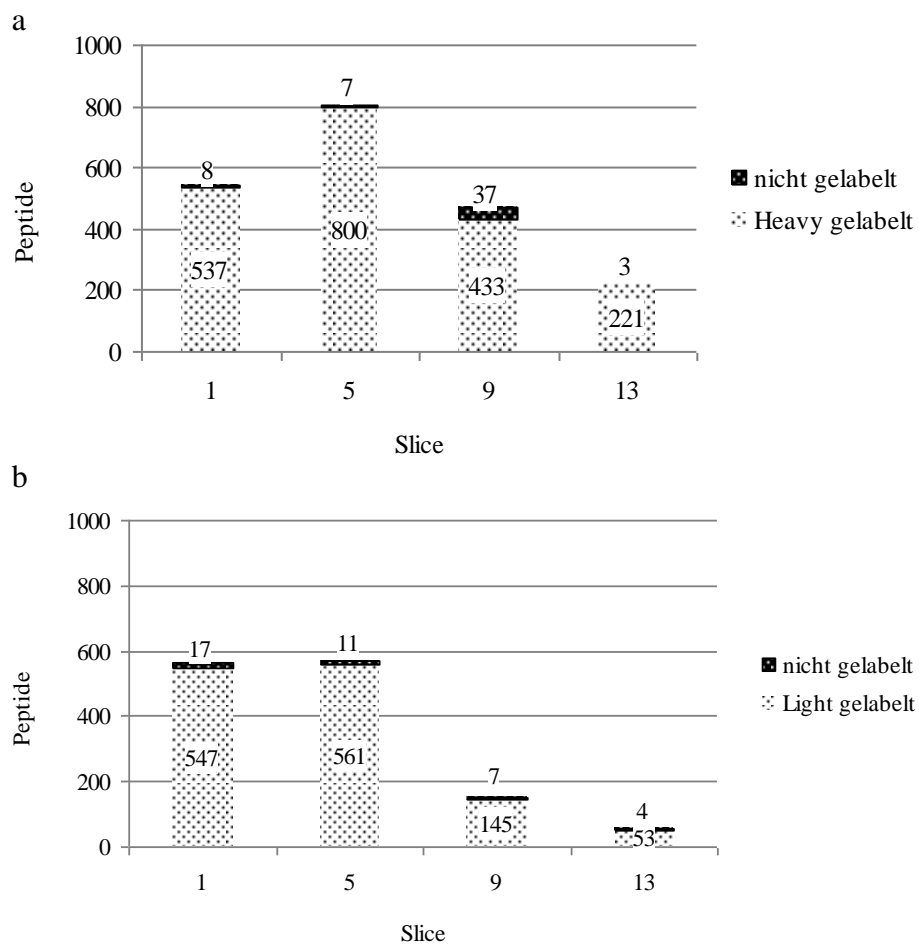 a
1000
800
600
400
200
0
Peptide
8
537
7
800
37
433
3
221
1 5 9 13
Slice
nicht gelabelt
Heavy gelabelt
b
1000
800
600
400
200
0
Peptide
17
547
11
561
7
145
4
53
1 5 9 13
Slice
nicht gelabelt
Light gelabelt